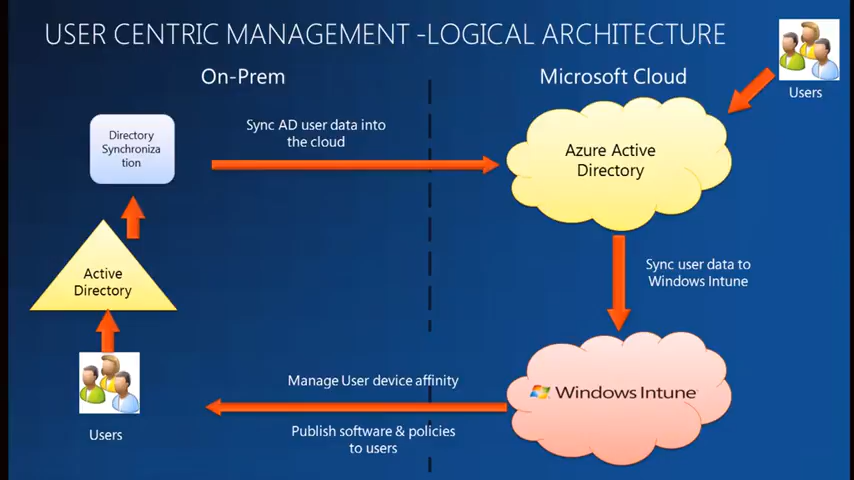 USER CENTRIC MANAGEMENT -LOGICAL ARCHITECTURE
On-Prem
Microsoft Cloud
Users
Directory
Synchroniza
tion
Sync AD user data into
the cloud
Azure Active
Directory
Active
Directory
Sync user data to
Windows Intune
Users
Manage User device affinity
Publish software & policies
to users
Windows Intune